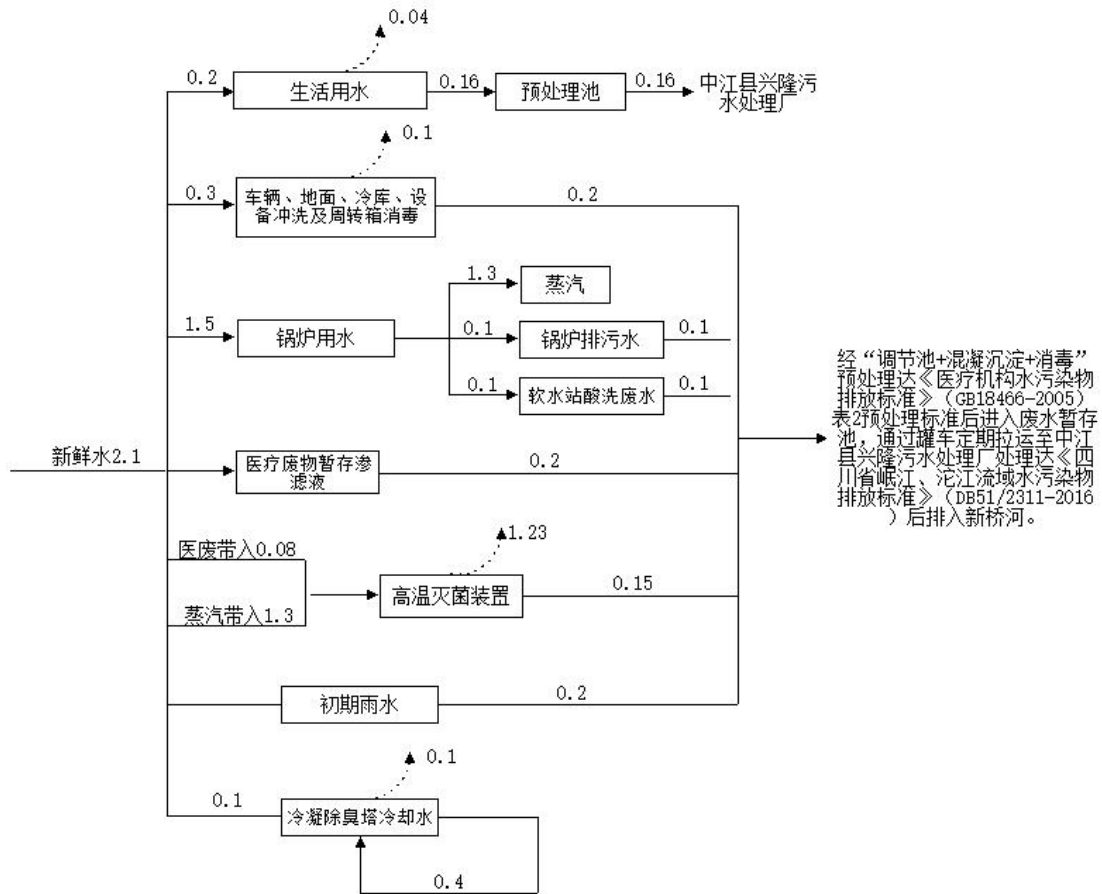 0.04
0.2
生活用水
0.16
预处理池
0.16
中江县兴隆污
水处理厂
0.1
0.3
车辆、地面、冷库、设
备冲洗及周转箱消毒
0.2
1.3
蒸汽
1.5
锅炉用水
0.1
锅炉排污水
0.1
0.1
软水站酸洗废水
0.1
经“调节池+混凝沉淀+消毒”
预处理达《医疗机构水污染物
排放标准》（GB18466-2005）
表2预处理标准后进入废水暂存
池，通过罐车定期拉运至中江
县兴隆污水处理厂处理达《四
川省岷江、沱江流域水污染物
排放标准》（DB51/2311-2016
）后排入新桥河。
新鲜水2.1
医疗废物暂存渗
滤液
0.2
医废带入0.08
1.23
高温灭菌装置
0.15
蒸汽带入1.3
初期雨水
0.2
0.1
0.1
冷凝除臭塔冷却水
0.4